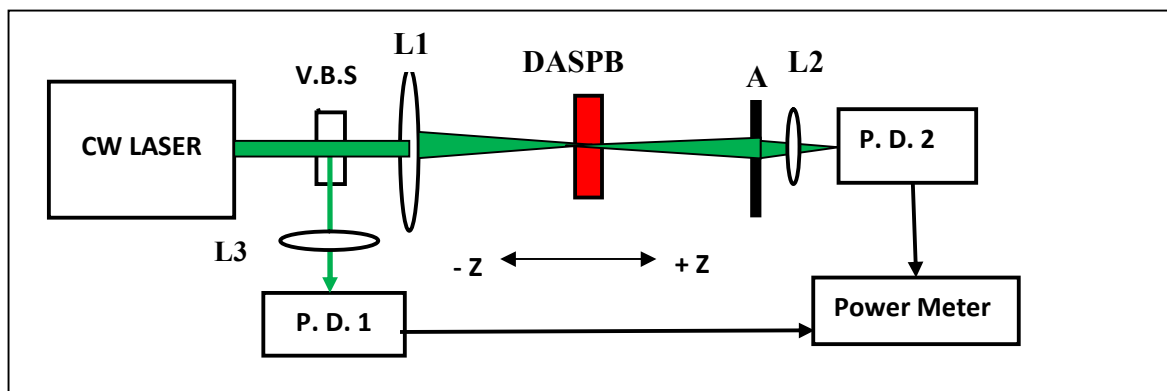 L1
DASPB
A
L2
V.B.S
CW LASER
P. D. 2
L3
- Z
+ Z
P. D. 1
Power Meter